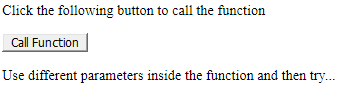 Click the following button to call the function
Call Function
Use different parameters inside the function and then try...